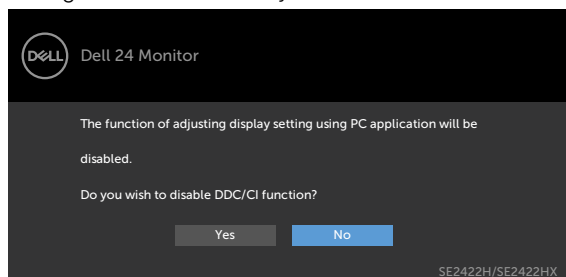 DELL
Dell 24 Monitor
The function of adjusting display setting using PC application will be
disabled.
Do you wish to disable DDC/CI function?
Yes
No
SE2422H/SE2422HX